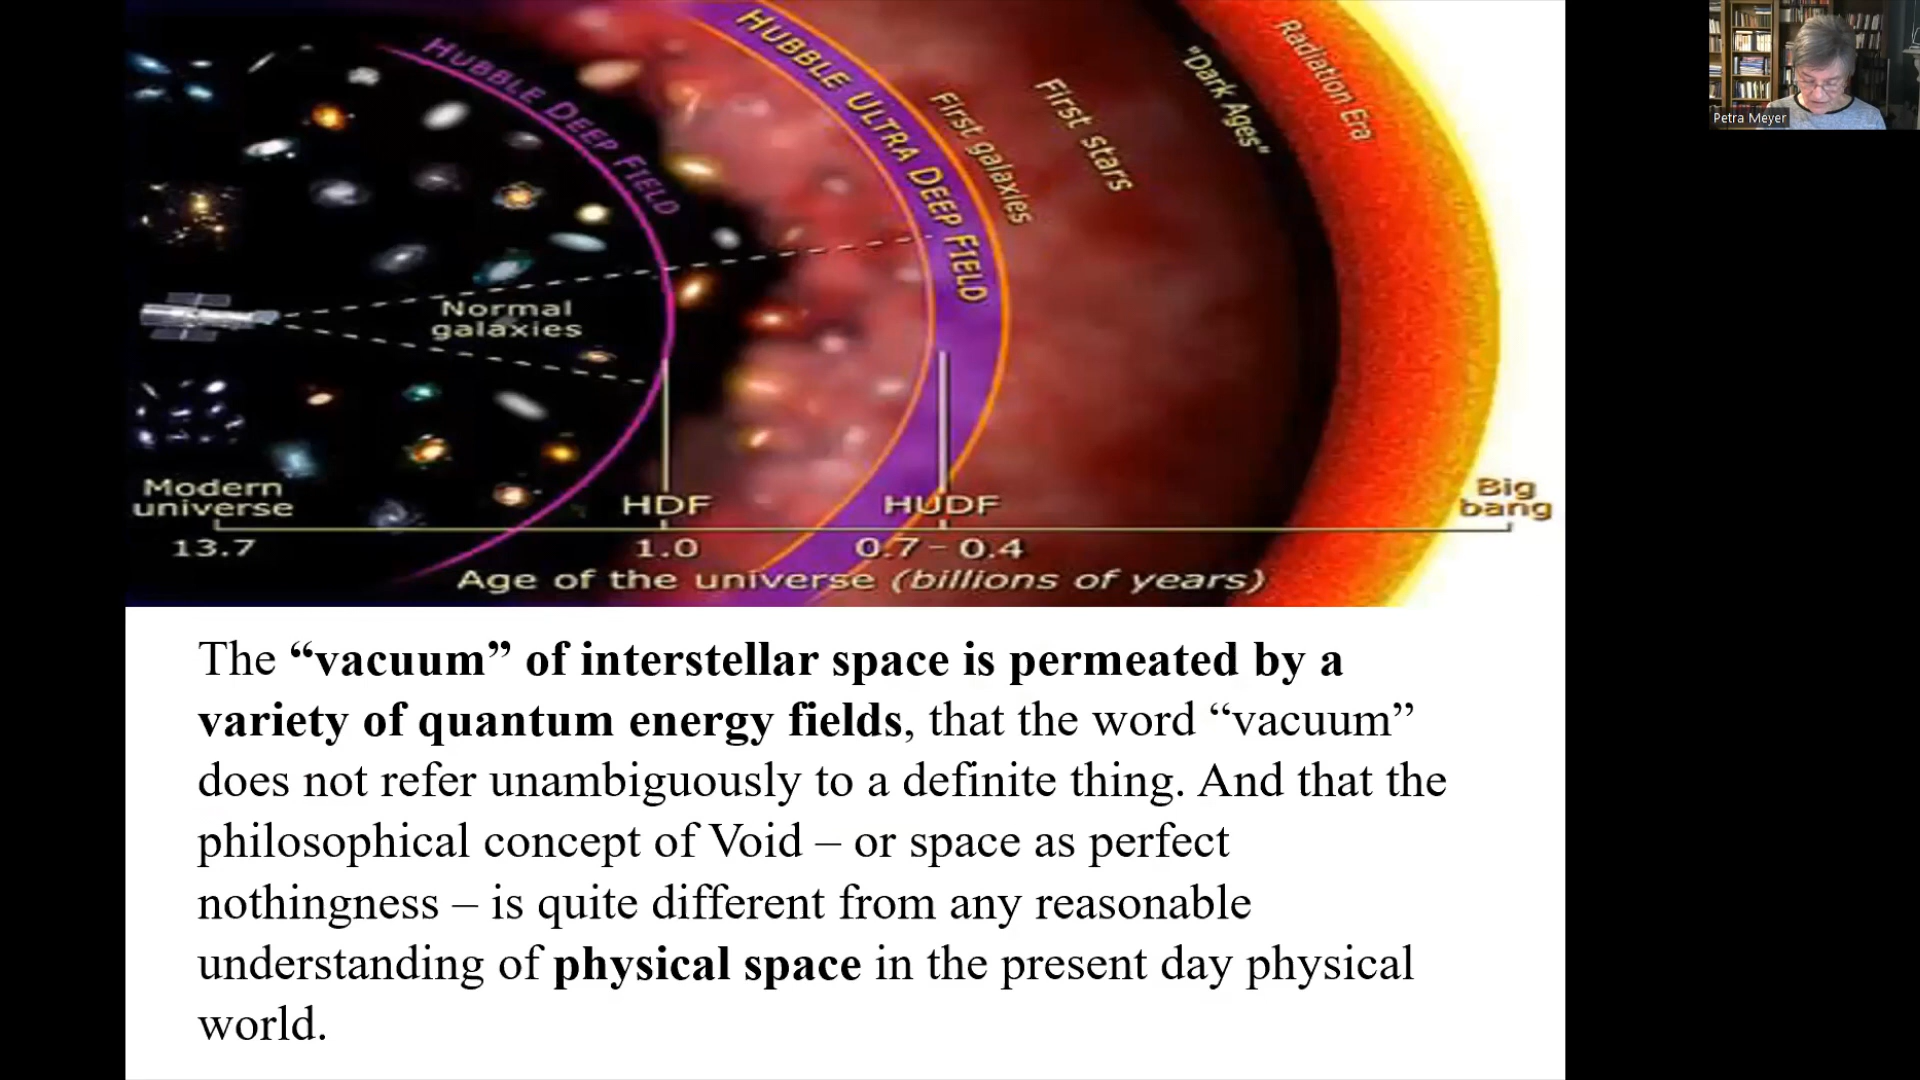 HUBBLE DEEP FIELD
HUBBLE ULTRA DEEP FIELD
First galaxies
First stars
"Dark Ages"
Radiation Era
Petra Meyer
Normal
galaxies
Modern
universe
HDF
HUDF
Big
bang
13.7
1.0
0.7 – 0.4
Age of the universe (billions of years)
The “vacuum” of interstellar space is permeated by a
variety of quantum energy fields, that the word “vacuum”
does not refer unambiguously to a definite thing. And that the
philosophical concept of Void – or space as perfect
nothingness – is quite different from any reasonable
understanding of physical space in the present day physical
world.